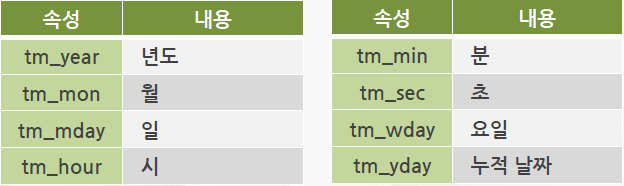 속성 내용
tm_year 년도
tm_mon 월
tm_mday 일
tm_hour 시
속성 내용
tm_min 분
tm_sec 초
tm_wday 요일
tm_yday 누적 날짜